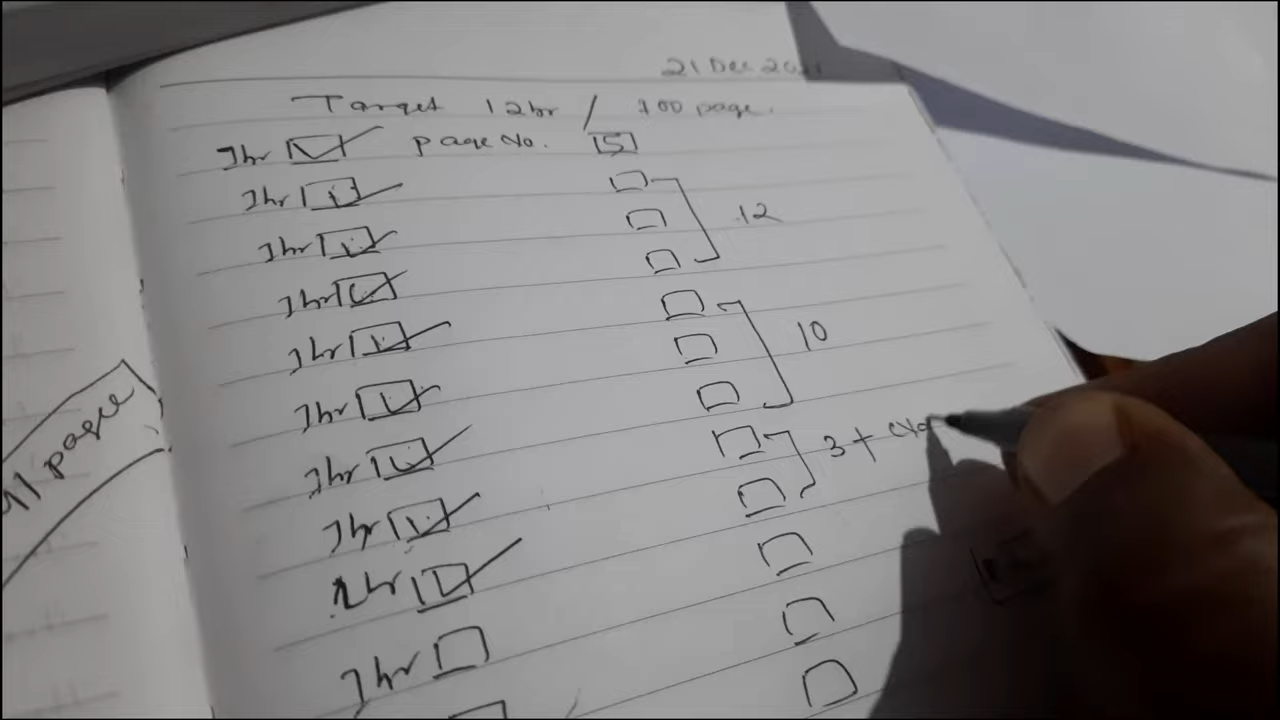 21 Dec 20
Target 12hr / 100 page.
1hr page No. 5
1hr
1hr 12
1hr
1hr 10
1hr
1hr 3+
1hr
1hr
1hr
page